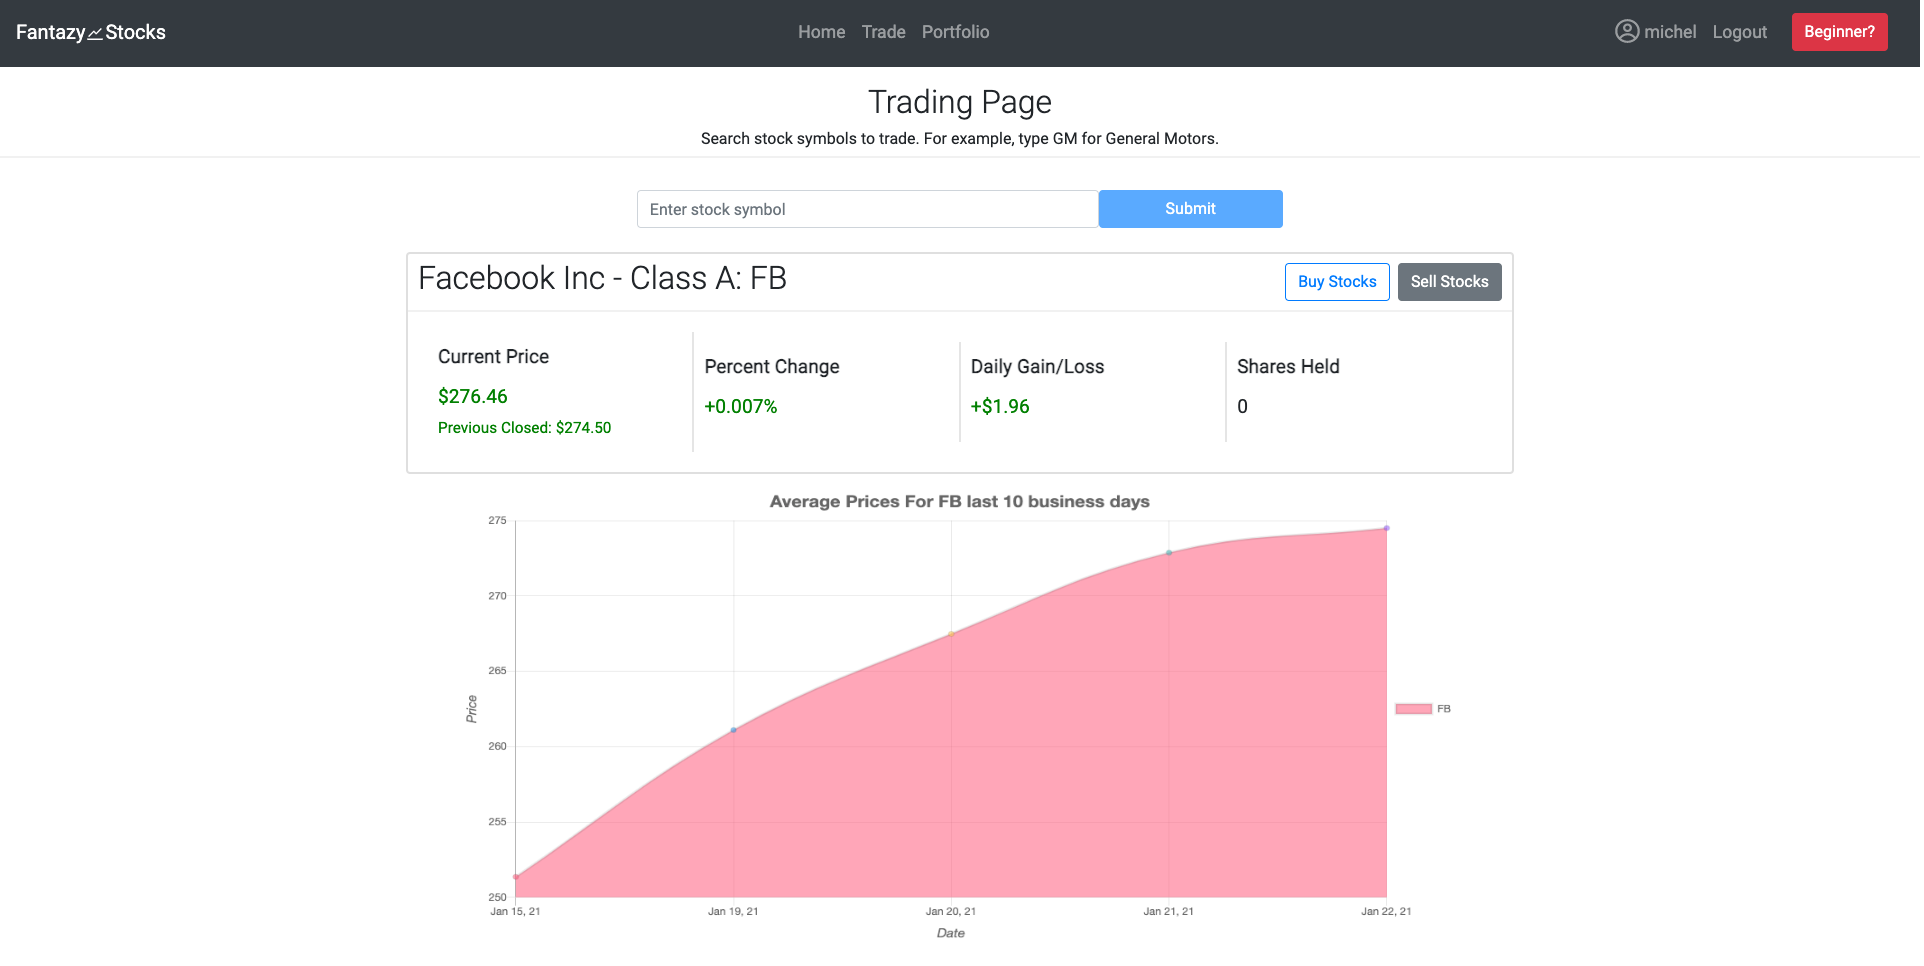 Fantazy Stocks
Home Trade Portfolio
michel Logout Beginner?
Trading Page
Search stock symbols to trade. For example, type GM for General Motors.
Enter stock symbol Submit
Facebook Inc - Class A: FB
Buy Stocks Sell Stocks
Current Price
$276.46
Previous Closed: $274.50
Percent Change
+0.007%
Daily Gain/Loss
+$1.96
Shares Held
0
Average Prices For FB last 10 business days
275
270
265
260
255
250
Price
Jan 15, 21 Jan 19, 21 Jan 20, 21 Jan 21, 21 Jan 22, 21
Date
FB